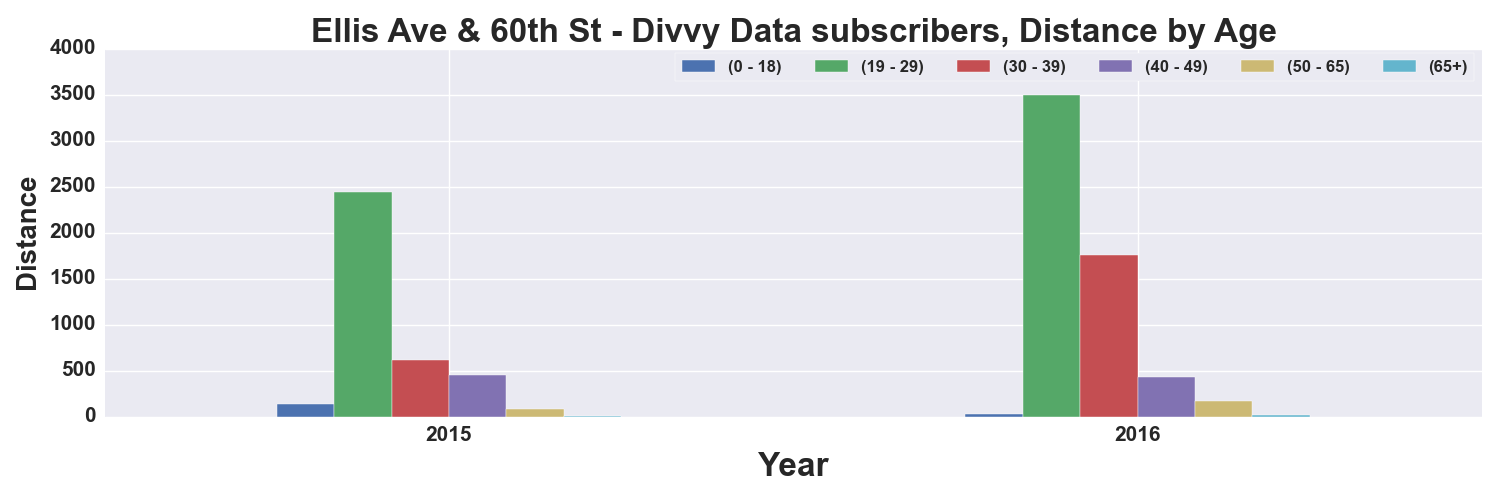 Ellis Ave & 60th St - Divvy Data subscribers, Distance by Age
4000
(0 - 18) (19 - 29) (30 - 39) (40 - 49) (50 - 65) (65+)
3500
3000
2500
2000
1500
1000
500
0
Distance
2015 2016
Year